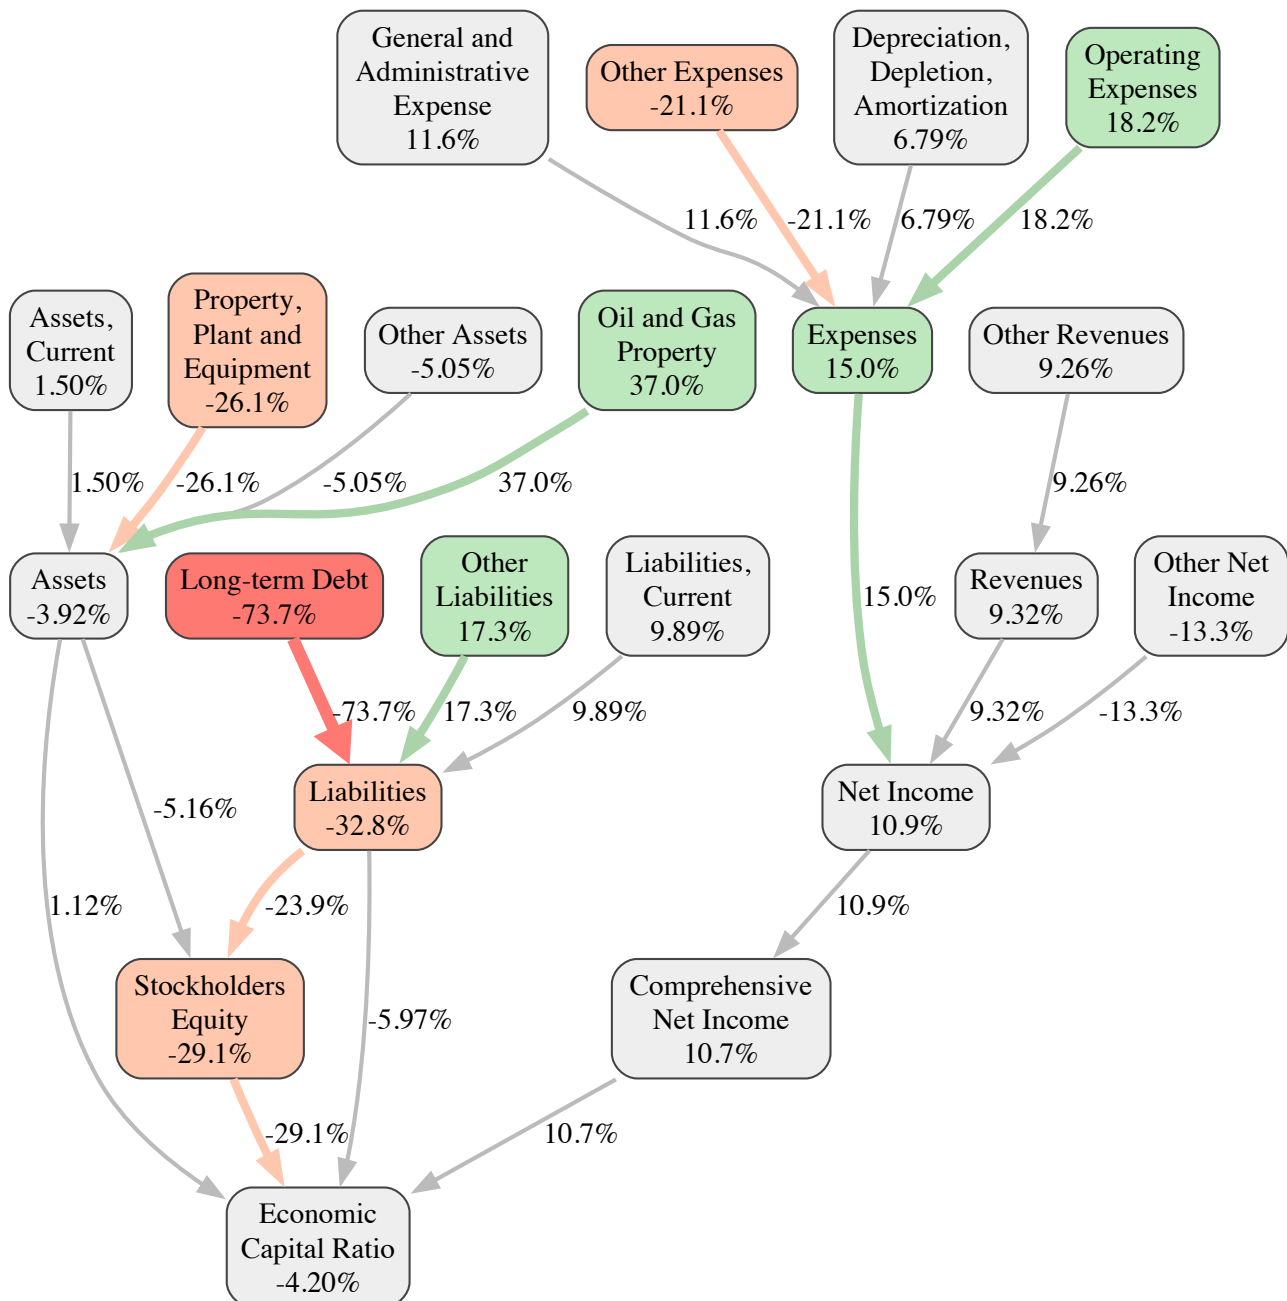 General and
Administrative
Expense
11.6%
Other Expenses
-21.1%
Depreciation,
Depletion,
Amortization
6.79%
Operating
Expenses
18.2%
11.6%
-21.1%
6.79%
18.2%
Assets,
Current
1.50%
Property,
Plant and
Equipment
-26.1%
Other Assets
-5.05%
Oil and Gas
Property
37.0%
Expenses
15.0%
Other Revenues
9.26%
1.50%
-26.1%
-5.05%
37.0%
9.26%
Assets
-3.92%
Long-term Debt
-73.7%
Other
Liabilities
17.3%
Liabilities,
Current
9.89%
15.0%
Revenues
9.32%
Other Net
Income
-13.3%
-73.7%
17.3%
9.89%
9.32%
-13.3%
-5.16%
Liabilities
-32.8%
Net Income
10.9%
1.12%
-23.9%
10.9%
Stockholders
Equity
-29.1%
-5.97%
Comprehensive
Net Income
10.7%
-29.1%
10.7%
Economic
Capital Ratio
-4.20%